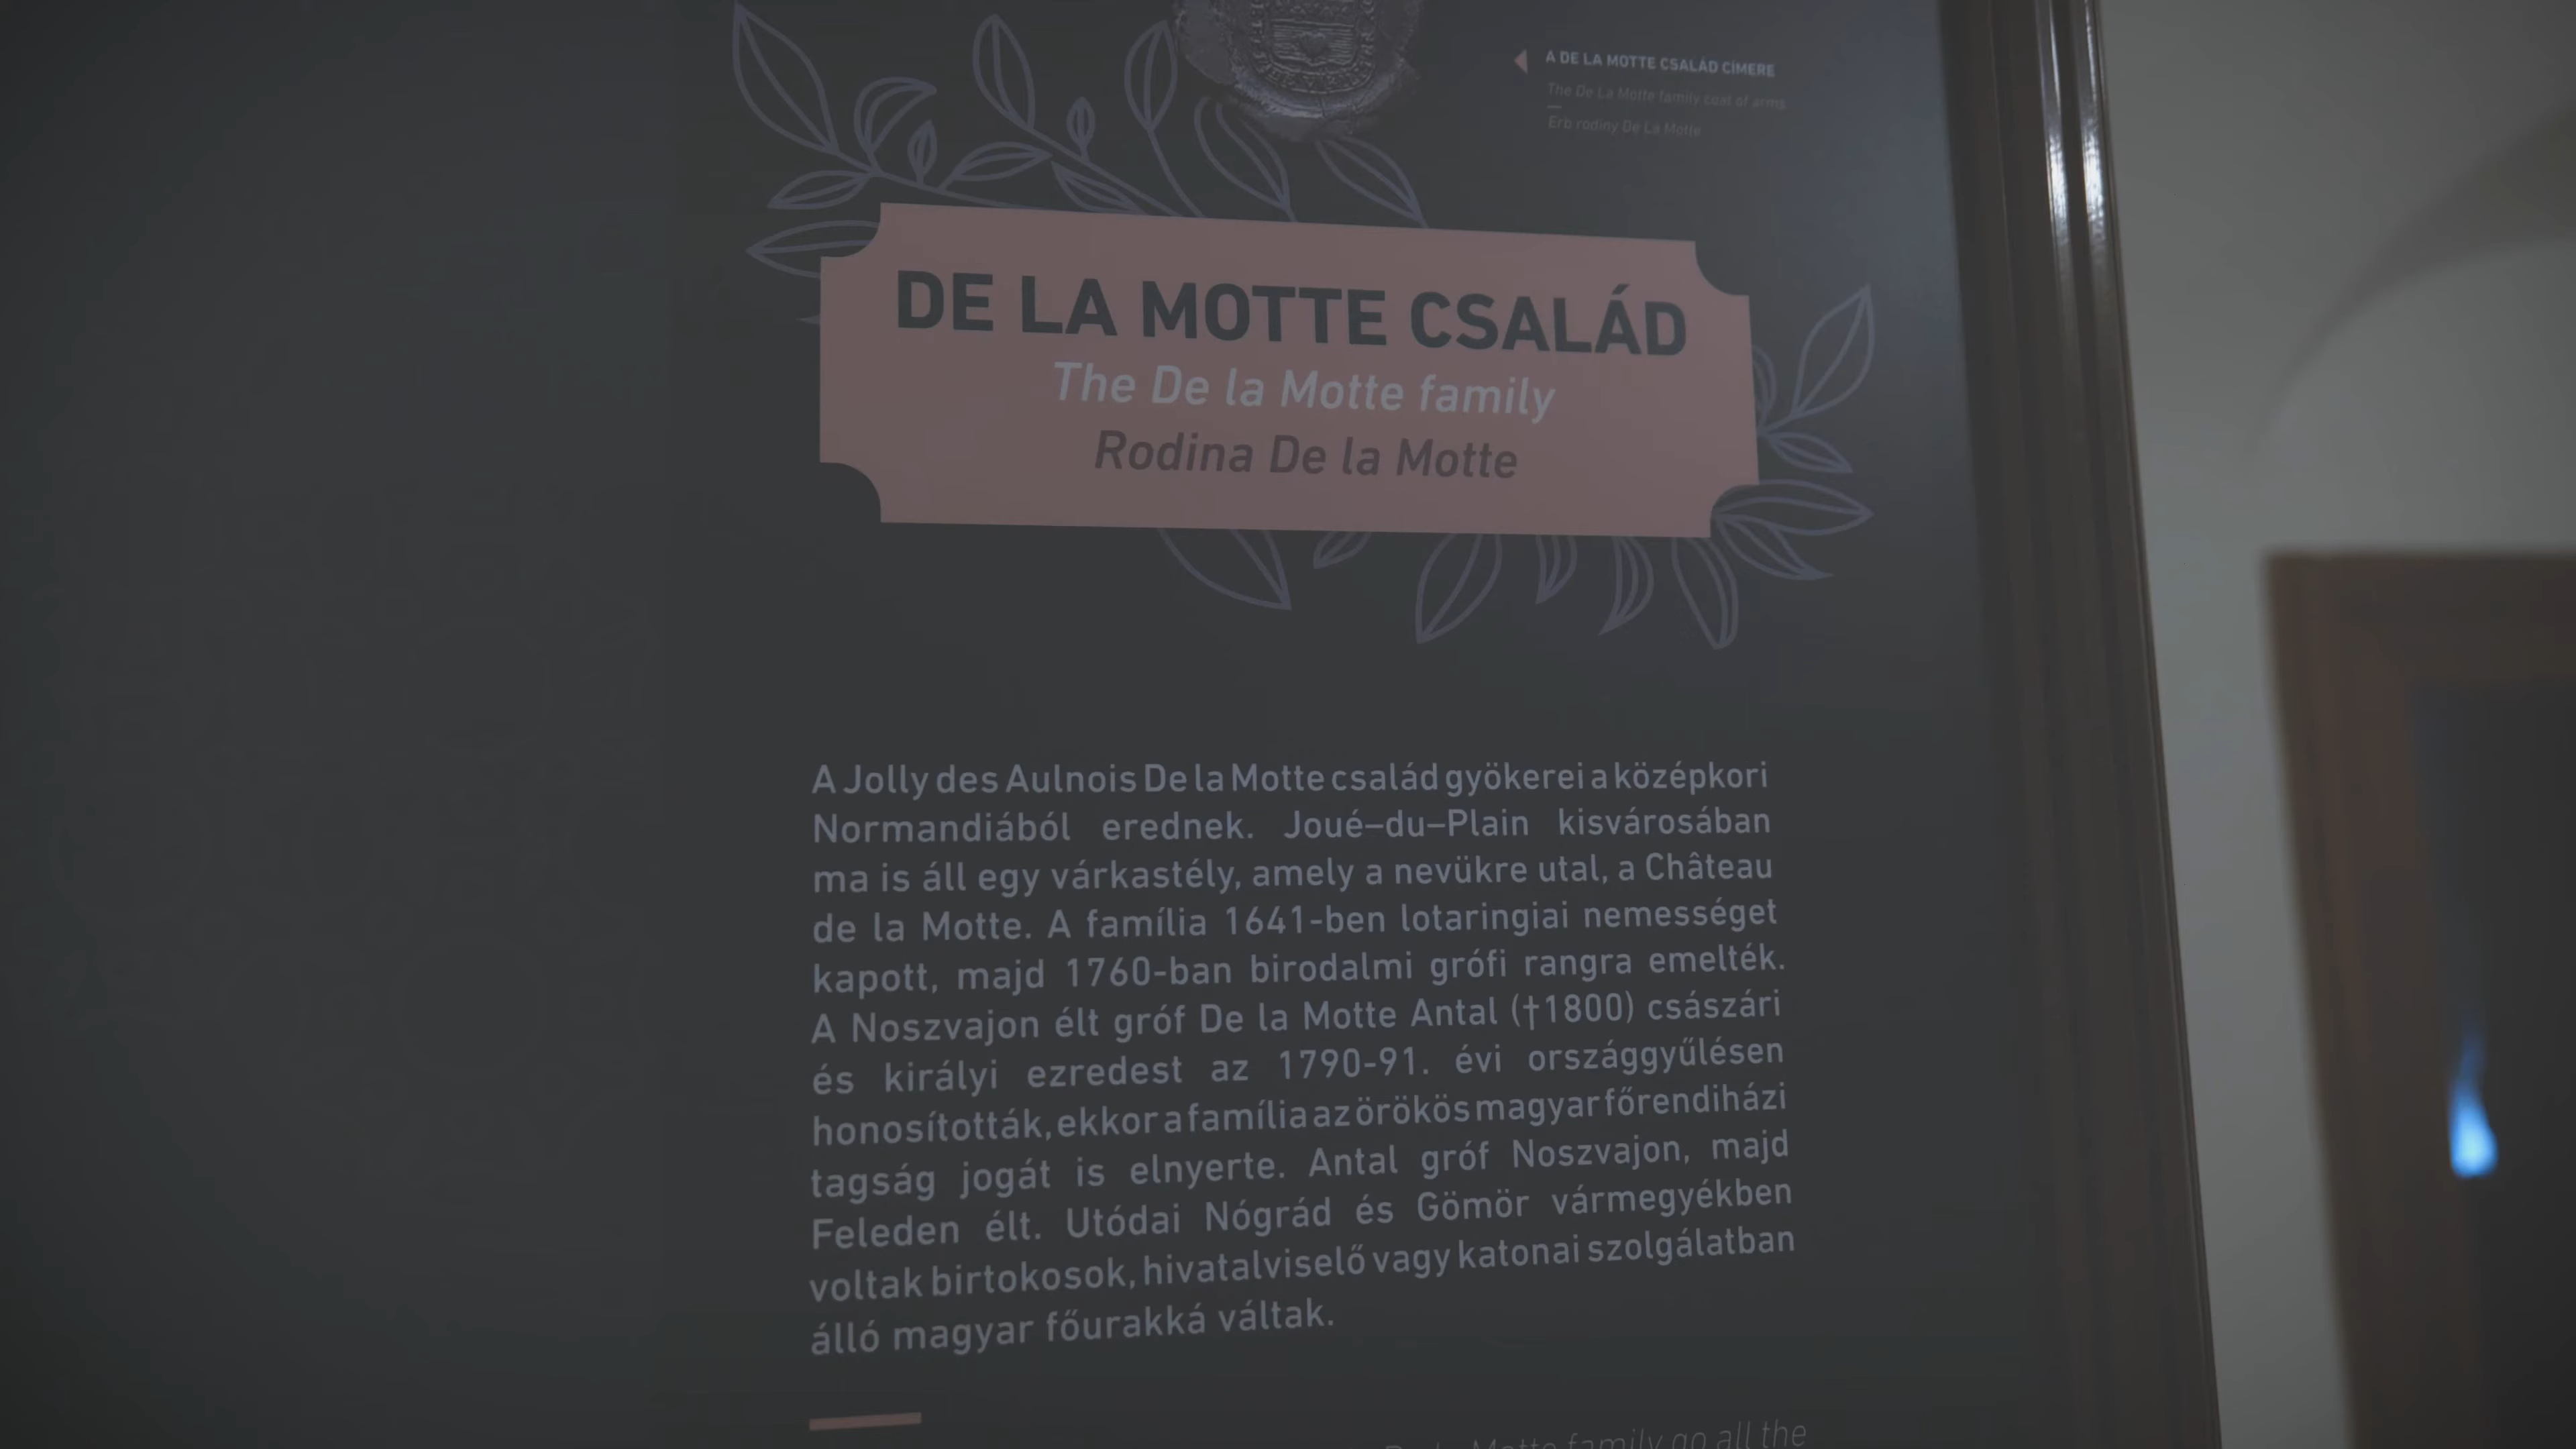 A DE LA MOTTE CSALÁD CÍMERE
The De La Motte family coat of arms
Erb rodiny De La Motte
DE LA MOTTE CSALÁD
The De la Motte family
Rodina De la Motte
A Jolly des Aulnois De la Motte család gyökerei a középkori
Normandiából erednek. Joué–du–Plain kisvárosában
ma is áll egy várkastély, amely a nevükre utal, a Château
de la Motte. A família 1641-ben lotaringiai nemességet
kapott, majd 1760-ban birodalmi grófi rangra emelték.
A Noszvajon élt gróf De la Motte Antal (†1800) császári
és királyi ezredest az 1790-91. évi országgyűlésen
honosították, ekkor a família az örökös magyar főrendiházi
tagság jogát is elnyerte. Antal gróf Noszvajon, majd
Feleden élt. Utódai Nógrád és Gömör vármegyékben
voltak birtokosok, hivatalviselő vagy katonai szolgálatban
álló magyar főurakká váltak.
Motte family go all the